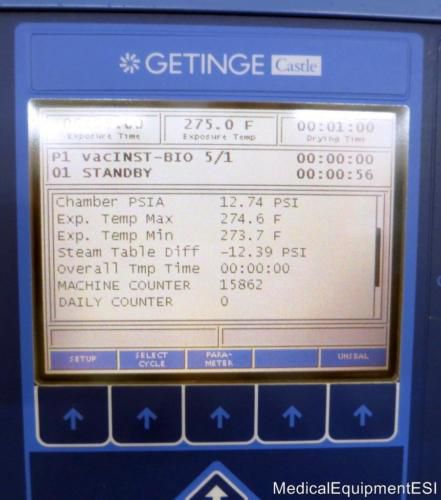 GETINGE Castle
275.0 F 00:01:00
Exposure Time Exposure Temp Drying Time
P1 vacINST-BIO 5/1 00:00:00
01 STANDBY 00:00:56
Chamber PSIA 12.74 PSI
Exp. Temp Max 274.6 F
Exp. Temp Min 273.7 F
Steam Table Diff -12.39 PSI
Overall Tmp Time 00:00:00
MACHINE COUNTER 15862
DAILY COUNTER 0
SETUP SELECT CYCLE PARA-METER UNSEAL
MedicalEquipmentESI